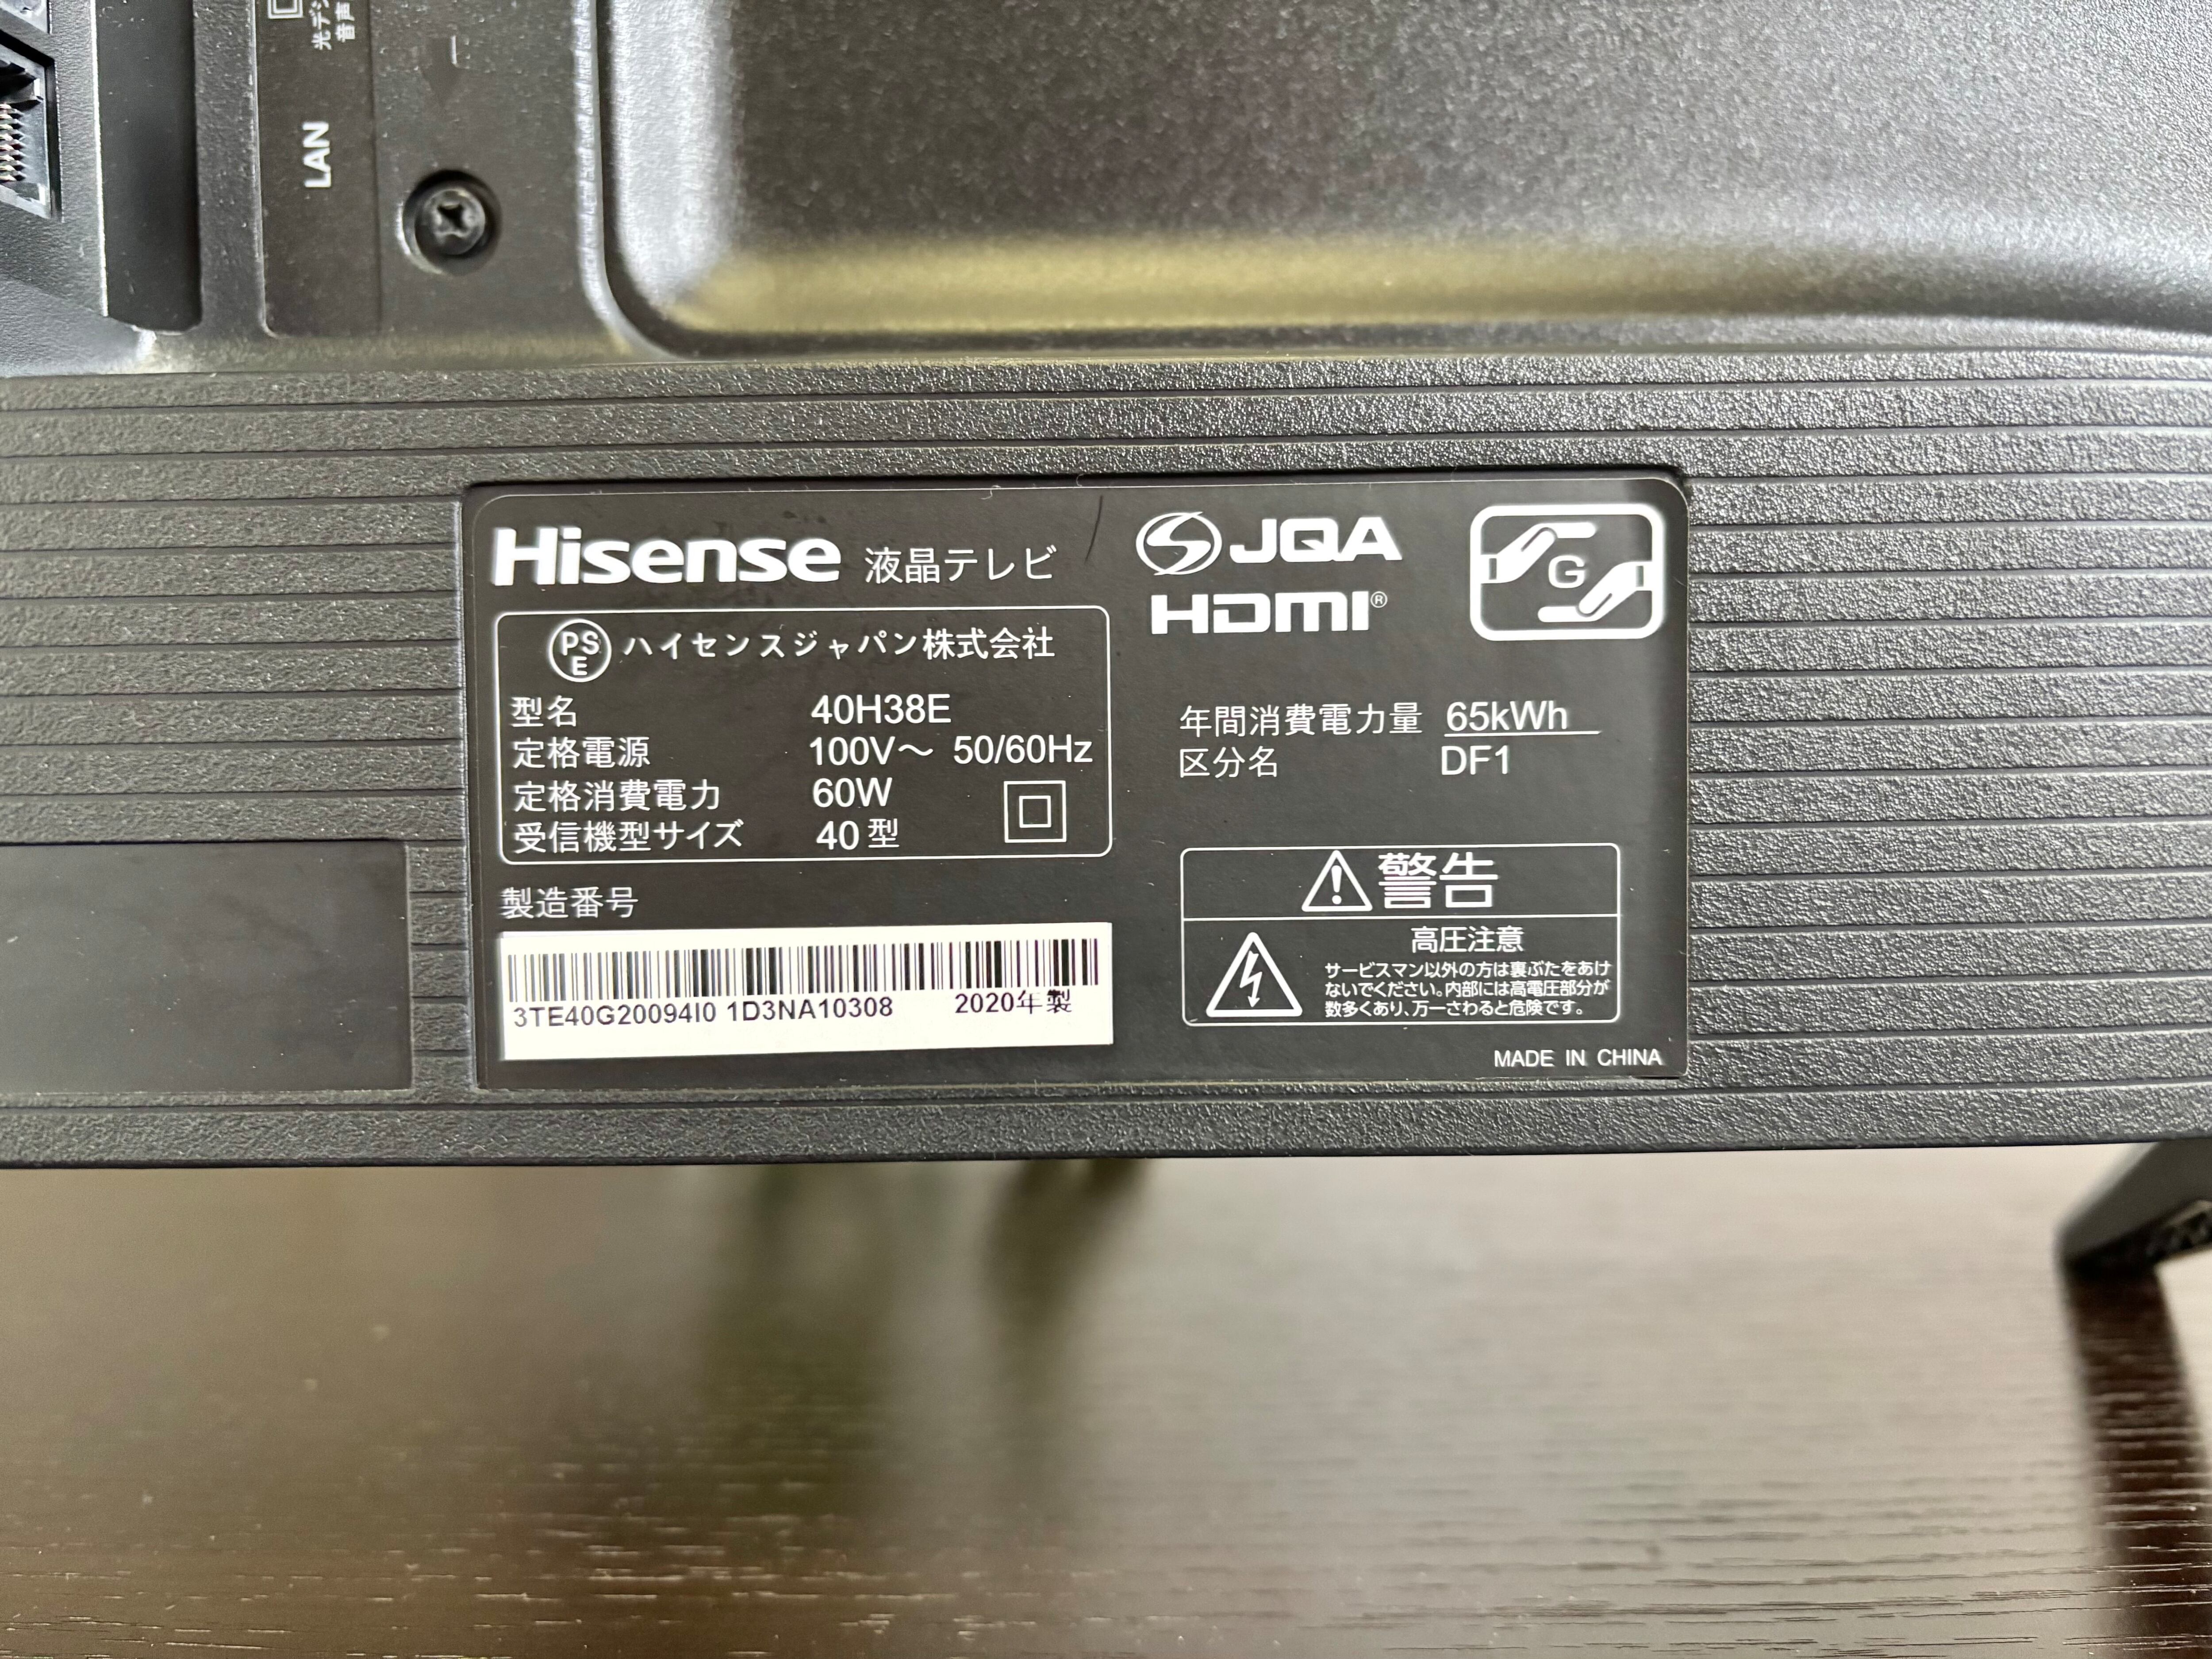 光デジ
音声
LAN
Hisense 液晶テレビ
JQA
HDMI®
G
PSE ハイセンスジャパン株式会社
型名 40H38E
定格電源 100V～ 50/60Hz
定格消費電力 60W
受信機型サイズ 40型
年間消費電力量 65kWh
区分名 DF1
製造番号
3TE40G20094I0 1D3NA10308 2020年製
警告
高圧注意
サービスマン以外の方は裏ぶたをあけ
ないでください。内部には高電圧部分が
数多くあり、万一さわると危険です。
MADE IN CHINA